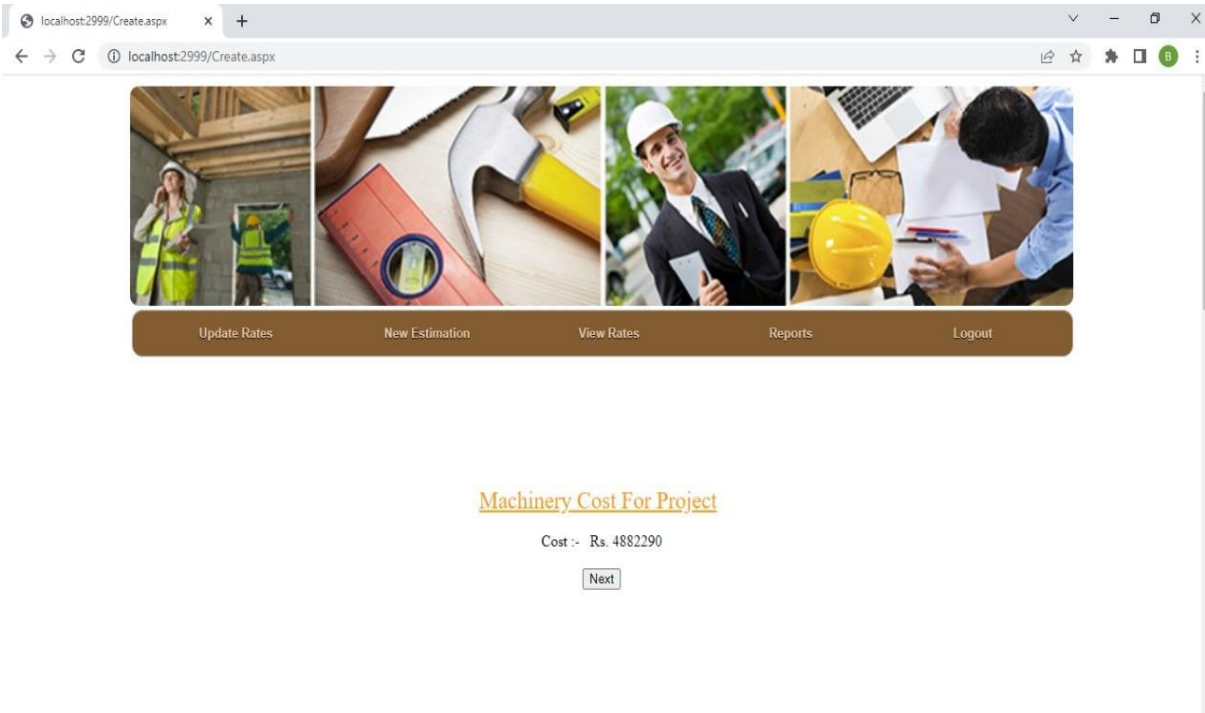 localhost:2999/Create.aspx
localhost:2999/Create.aspx
B
Update Rates New Estimation View Rates Reports Logout
Machinery Cost For Project
Cost :- Rs. 4882290
Next